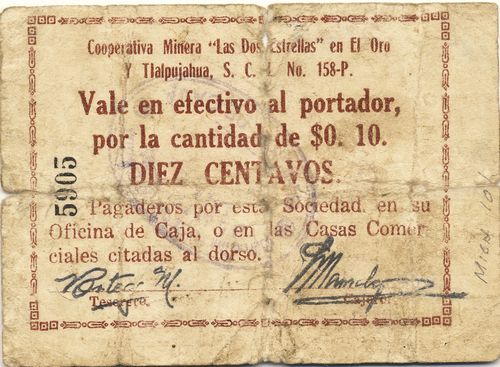 Cooperativa Minera "Las Dos Estrellas" en El Oro
Y Tlalpujahua, S. C. L. No. 158-P.
Vale en efectivo al portador,
por la cantidad de $0. 10.
DIEZ CENTAVOS.
5905
Pagaderos por esta Sociedad en su
Oficina de Caja, o en las Casas Comer-
ciales citadas al dorso.
Tesorero Cajero